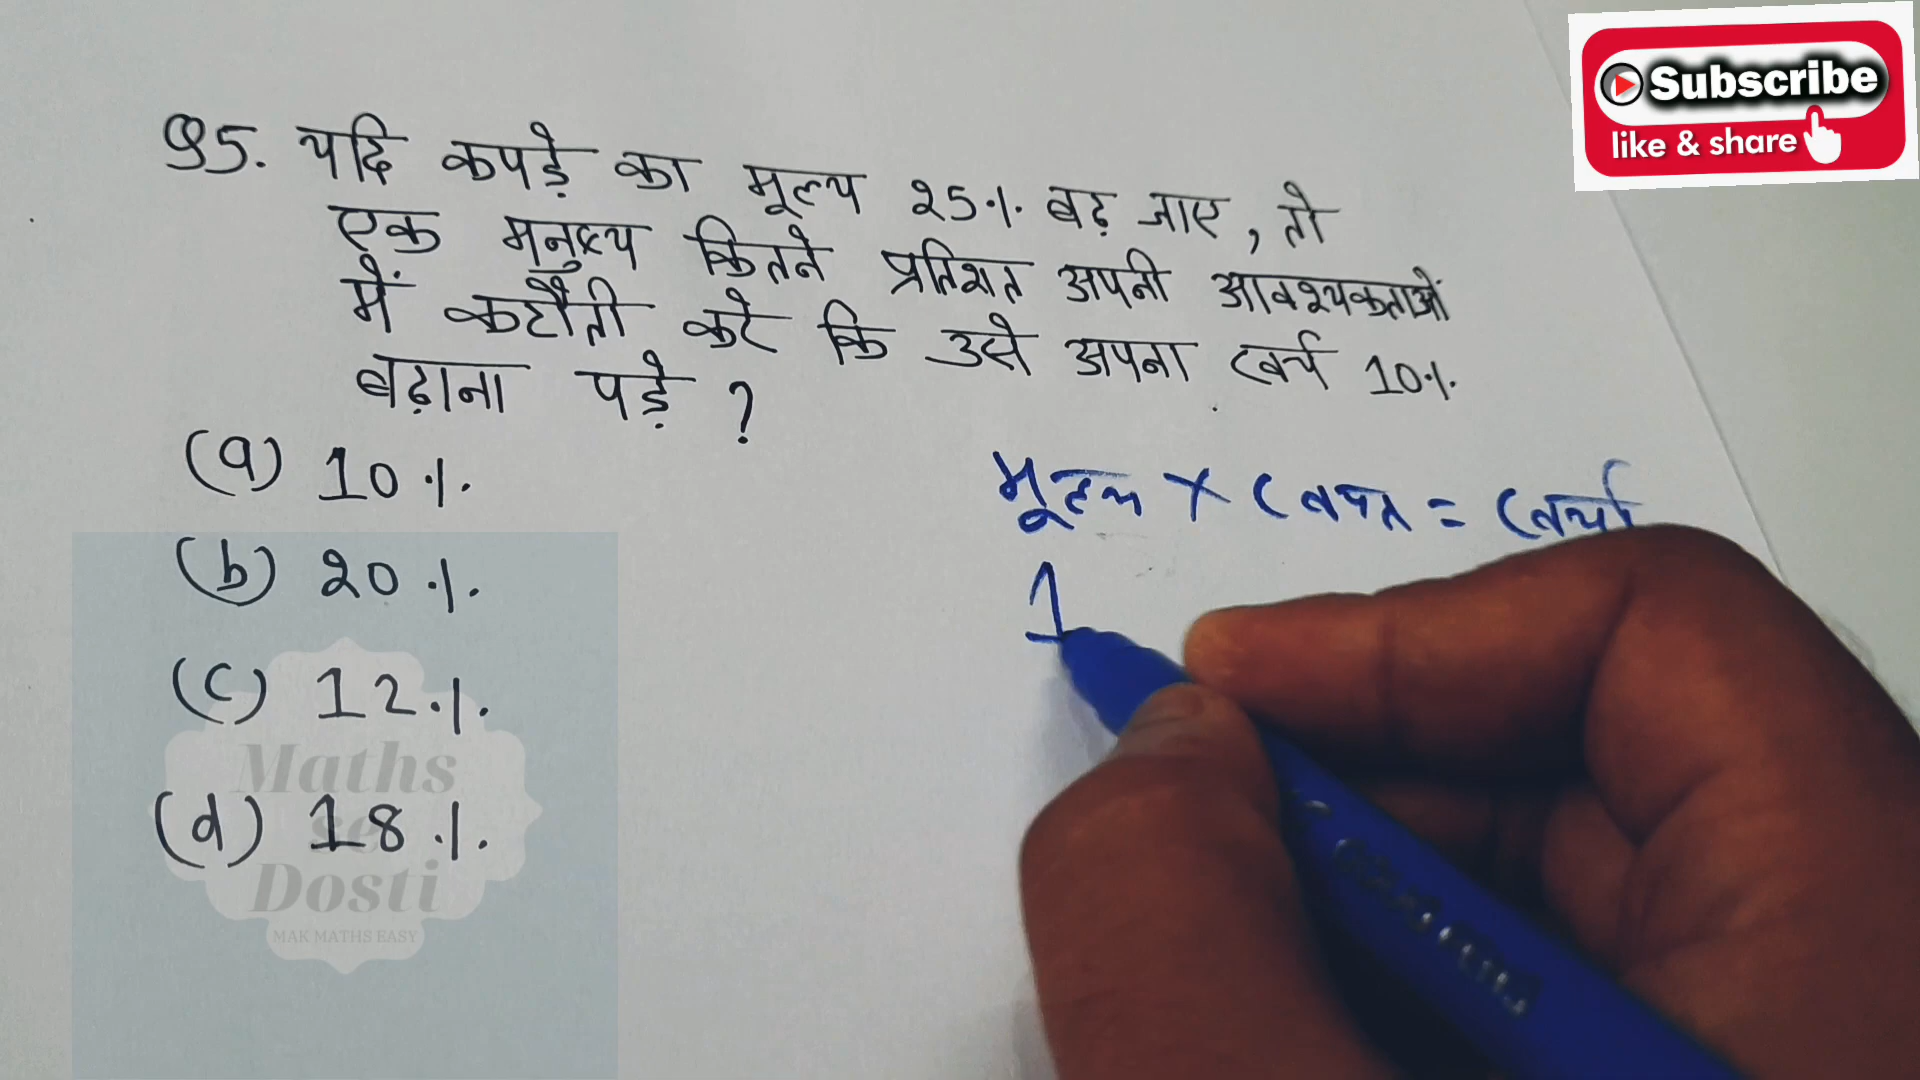 Subscribe
like & share
Q5. यदि कपड़े का मूल्य 25% बढ़ जाए, तो
एक मनुष्य कितने प्रतिशत अपनी आवश्यकताओं
में कटौती करे कि उसे अपना खर्च 10%
बढ़ाना पड़े ?
(a) 10%
(b) 20%
(c) 12%
(d) 18%
मूल्य × खपत = खर्चा
1
Maths
se
Dosti
MAK MATHS EASY